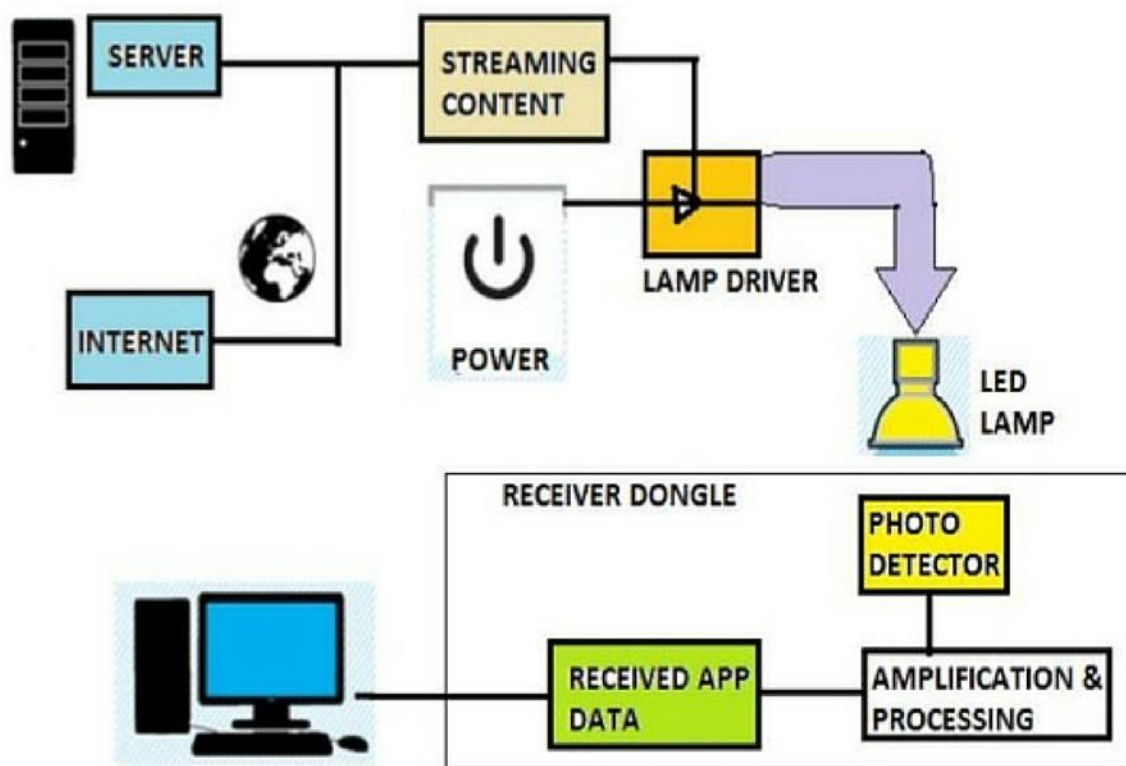 SERVER
STREAMING
CONTENT
LAMP DRIVER
INTERNET
POWER
LED
LAMP
RECEIVER DONGLE
PHOTO
DETECTOR
RECEIVED APP
DATA
AMPLIFICATION &
PROCESSING